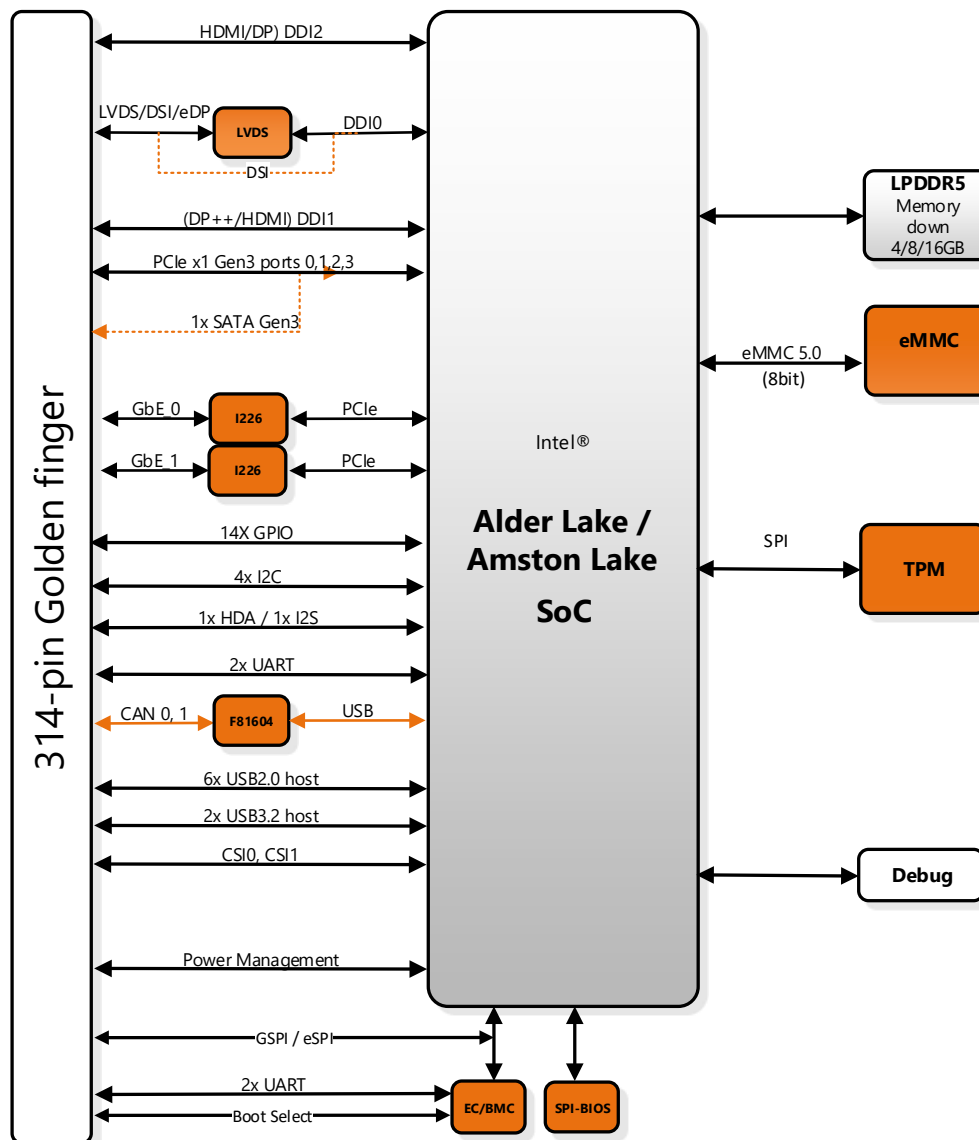 HDMI/DP) DDI2
LVDS/DSI/eDP
LVDS
DDI0
DSI
(DP++/HDMI) DDI1
PCIe x1 Gen3 ports 0,1,2,3
1x SATA Gen3
GbE_0
I226
PCIe
GbE_1
I226
PCIe
14X GPIO
4x I2C
1x HDA / 1x I2S
2x UART
CAN 0, 1
F81604
USB
6x USB2.0 host
2x USB3.2 host
CSI0, CSI1
Power Management
GSPI / eSPI
2x UART
Boot Select
314-pin Golden finger
Intel®
Alder Lake /
Amston Lake
SoC
EC/BMC
SPI-BIOS
LPDDR5
Memory
down
4/8/16GB
eMMC 5.0
(8bit)
eMMC
SPI
TPM
Debug